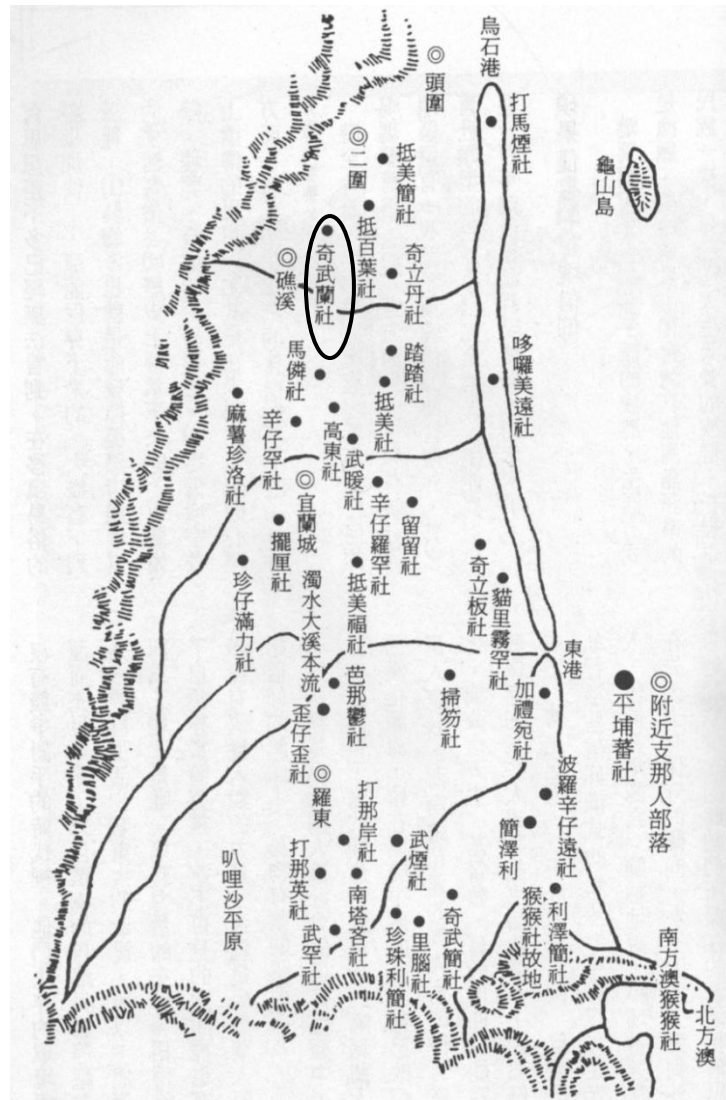 烏石港
頭圍
打馬煙社
龜山島
二圍
抵美簡社
抵百葉社
奇武蘭社
礁溪
奇立丹社
哆囉美遠社
馬僯社
踏踏社
抵美社
高東社
麻薯珍洛社
辛仔罕社
武暖社
宜蘭城
辛仔羅罕社
留留社
擺厘社
珍仔滿力社
抵美福社
奇立板社
貓里霧罕社
濁水大溪本流
東港
芭那鬱社
歪仔歪社
掃笏社
加禮宛社
◎附近支那人部落
●平埔蕃社
羅東
打那岸社
波羅辛仔遠社
簡澤利
武煙社
打那英社
南塔吝社
叭哩沙平原
武罕社
珍珠利簡社
里腦社
奇武簡社
猴猴社故地
利澤簡社
南方澳猴猴社
北方澳